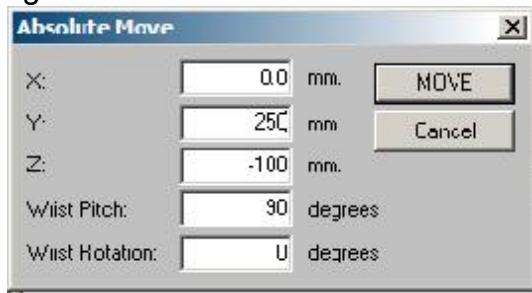 Absolute Move
X: 0.0 mm. MOVE
Y: 250 mm Cancel
Z: -100 mm.
Wrist Pitch: 90 degrees
Wrist Rotation: 0 degrees